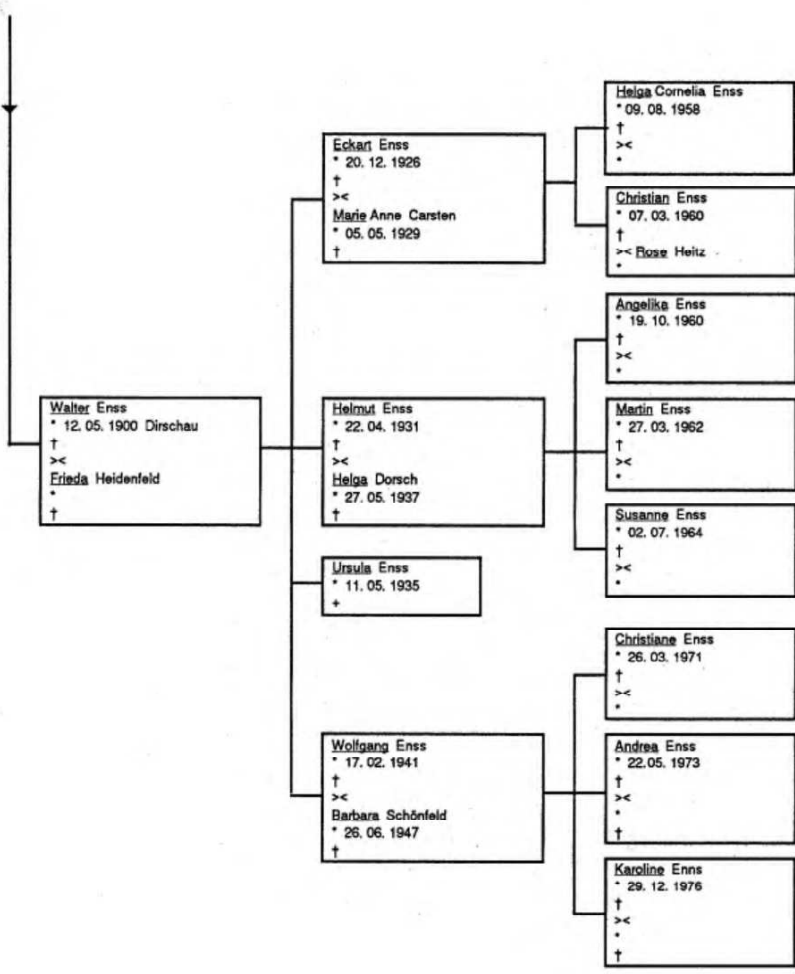 Walter Enss
* 12. 05. 1900 Dirschau
†
><
Frieda Heidenfeld
*
†
Eckart Enss
* 20. 12. 1926
†
><
Marie Anne Carsten
* 05. 05. 1929
†
Helga Cornelia Enss
* 09. 08. 1958
†
><
*
Christian Enss
* 07. 03. 1960
†
>< Rose Heitz
*
Helmut Enss
* 22. 04. 1931
†
><
Helga Dorsch
* 27. 05. 1937
†
Angelika Enss
* 19. 10. 1960
†
><
*
Martin Enss
* 27. 03. 1962
†
><
*
Susanne Enss
* 02. 07. 1964
†
><
*
Ursula Enss
* 11. 05. 1935
+
Wolfgang Enss
* 17. 02. 1941
†
><
Barbara Schönfeld
* 26. 06. 1947
†
Christiane Enss
* 26. 03. 1971
†
><
*
Andrea Enss
* 22.05. 1973
†
><
*
†
Karoline Enns
* 29. 12. 1976
†
><
*
†